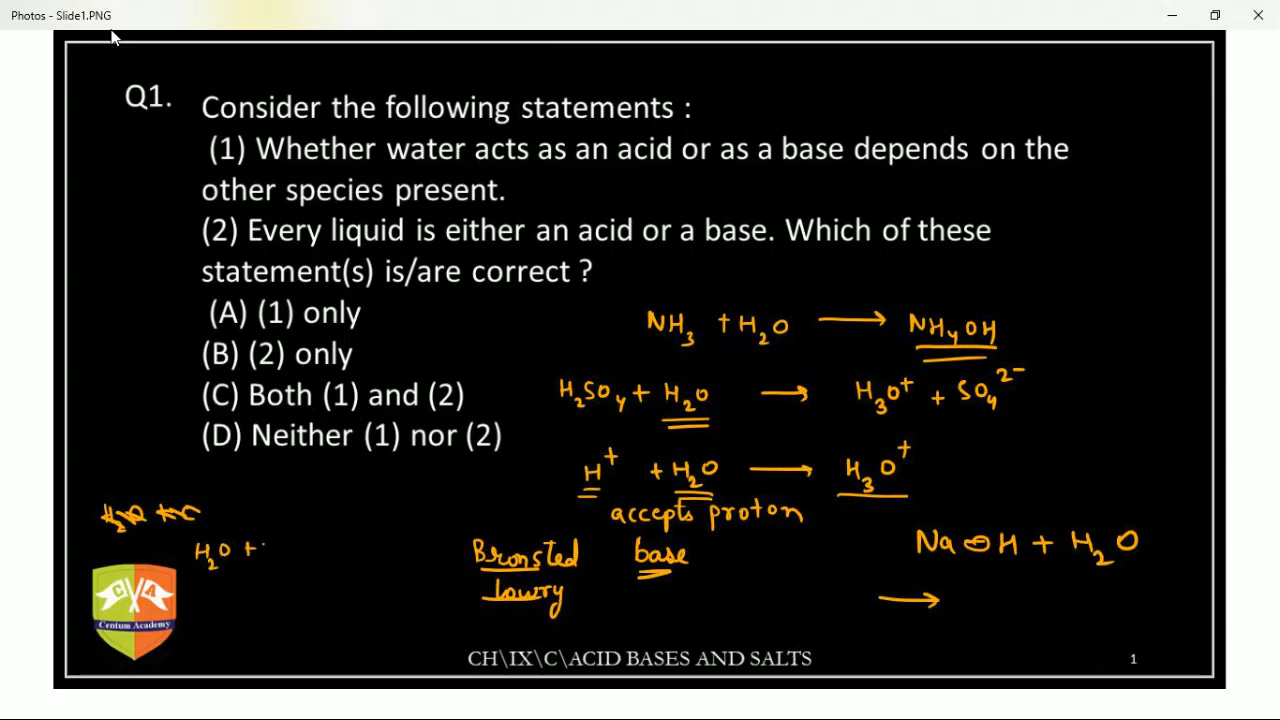 Photos - Slide1.PNG
Q1. Consider the following statements :
(1) Whether water acts as an acid or as a base depends on the
other species present.
(2) Every liquid is either an acid or a base. Which of these
statement(s) is/are correct ?
(A) (1) only
(B) (2) only
(C) Both (1) and (2)
(D) Neither (1) nor (2)
NH₃ + H₂O → NH₄OH
H₂SO₄ + H₂O → H₃O⁺ + SO₄²⁻
H⁺ + H₂O → H₃O⁺
accepts proton
Bronsted base
lowry
NaOH + H₂O
→
H₂O +
C A
Centum Academy
CH\IX\C\ACID BASES AND SALTS
1